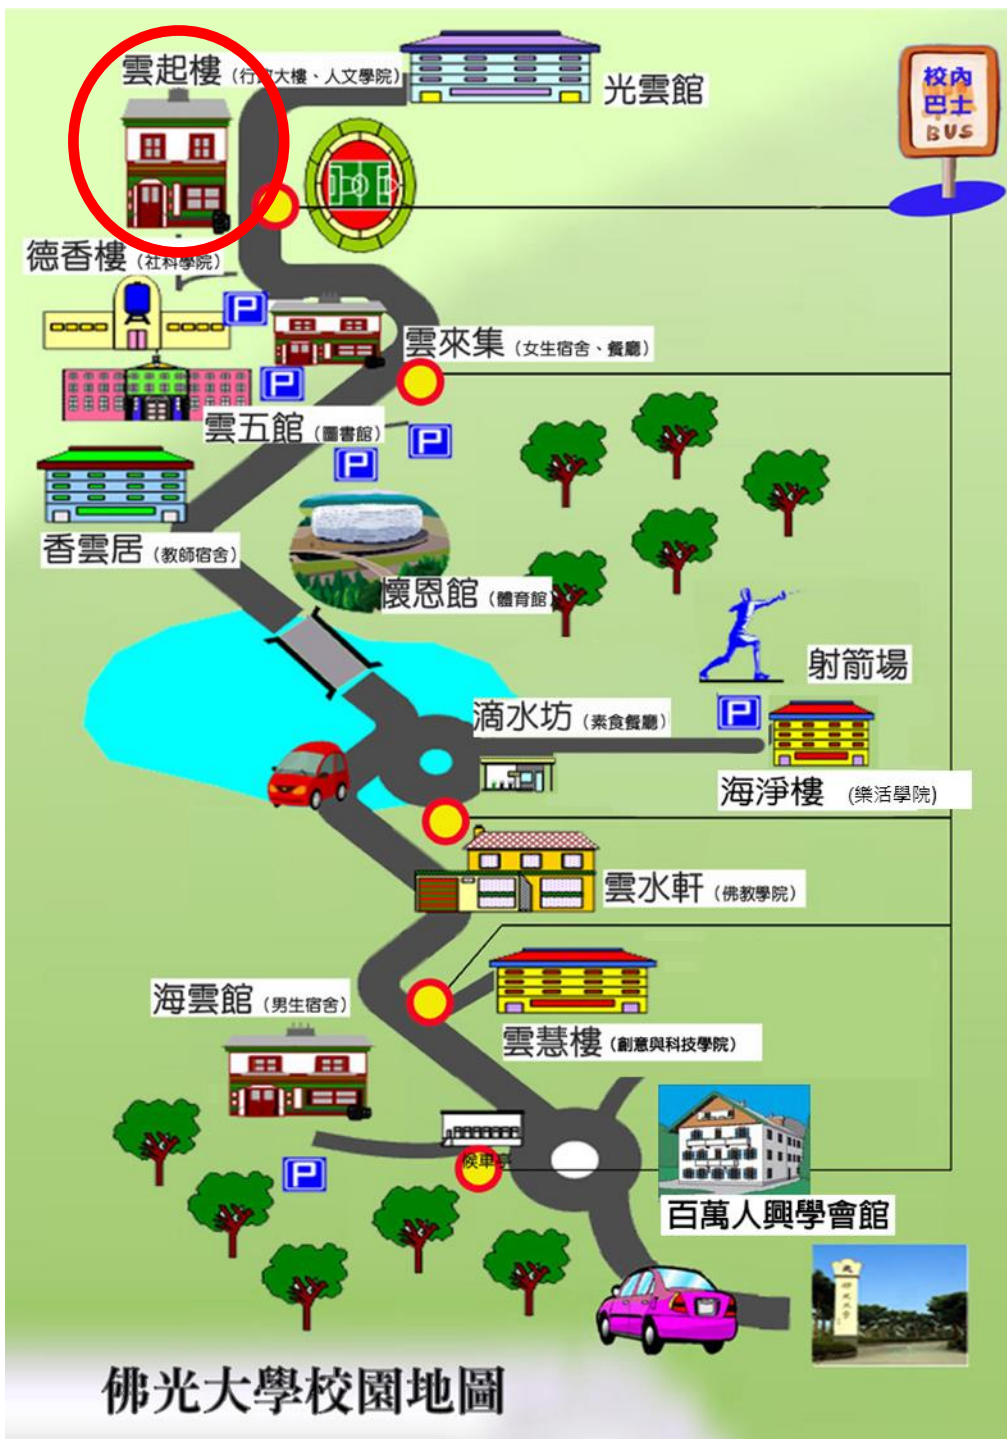 雲起樓（行政大樓、人文學院）
光雲館
校內
巴士
BUS
德香樓（社科學院）
P
雲來集（女生宿舍、餐廳）
P
雲五館（圖書館）
P
P
香雲居（教師宿舍）
懷恩館（體育館）
射箭場
滴水坊（素食餐廳）
P
海淨樓 (樂活學院)
雲水軒（佛教學院）
海雲館（男生宿舍）
雲慧樓（創意與科技學院）
候車亭
P
百萬人興學會館
佛光大學校園地圖